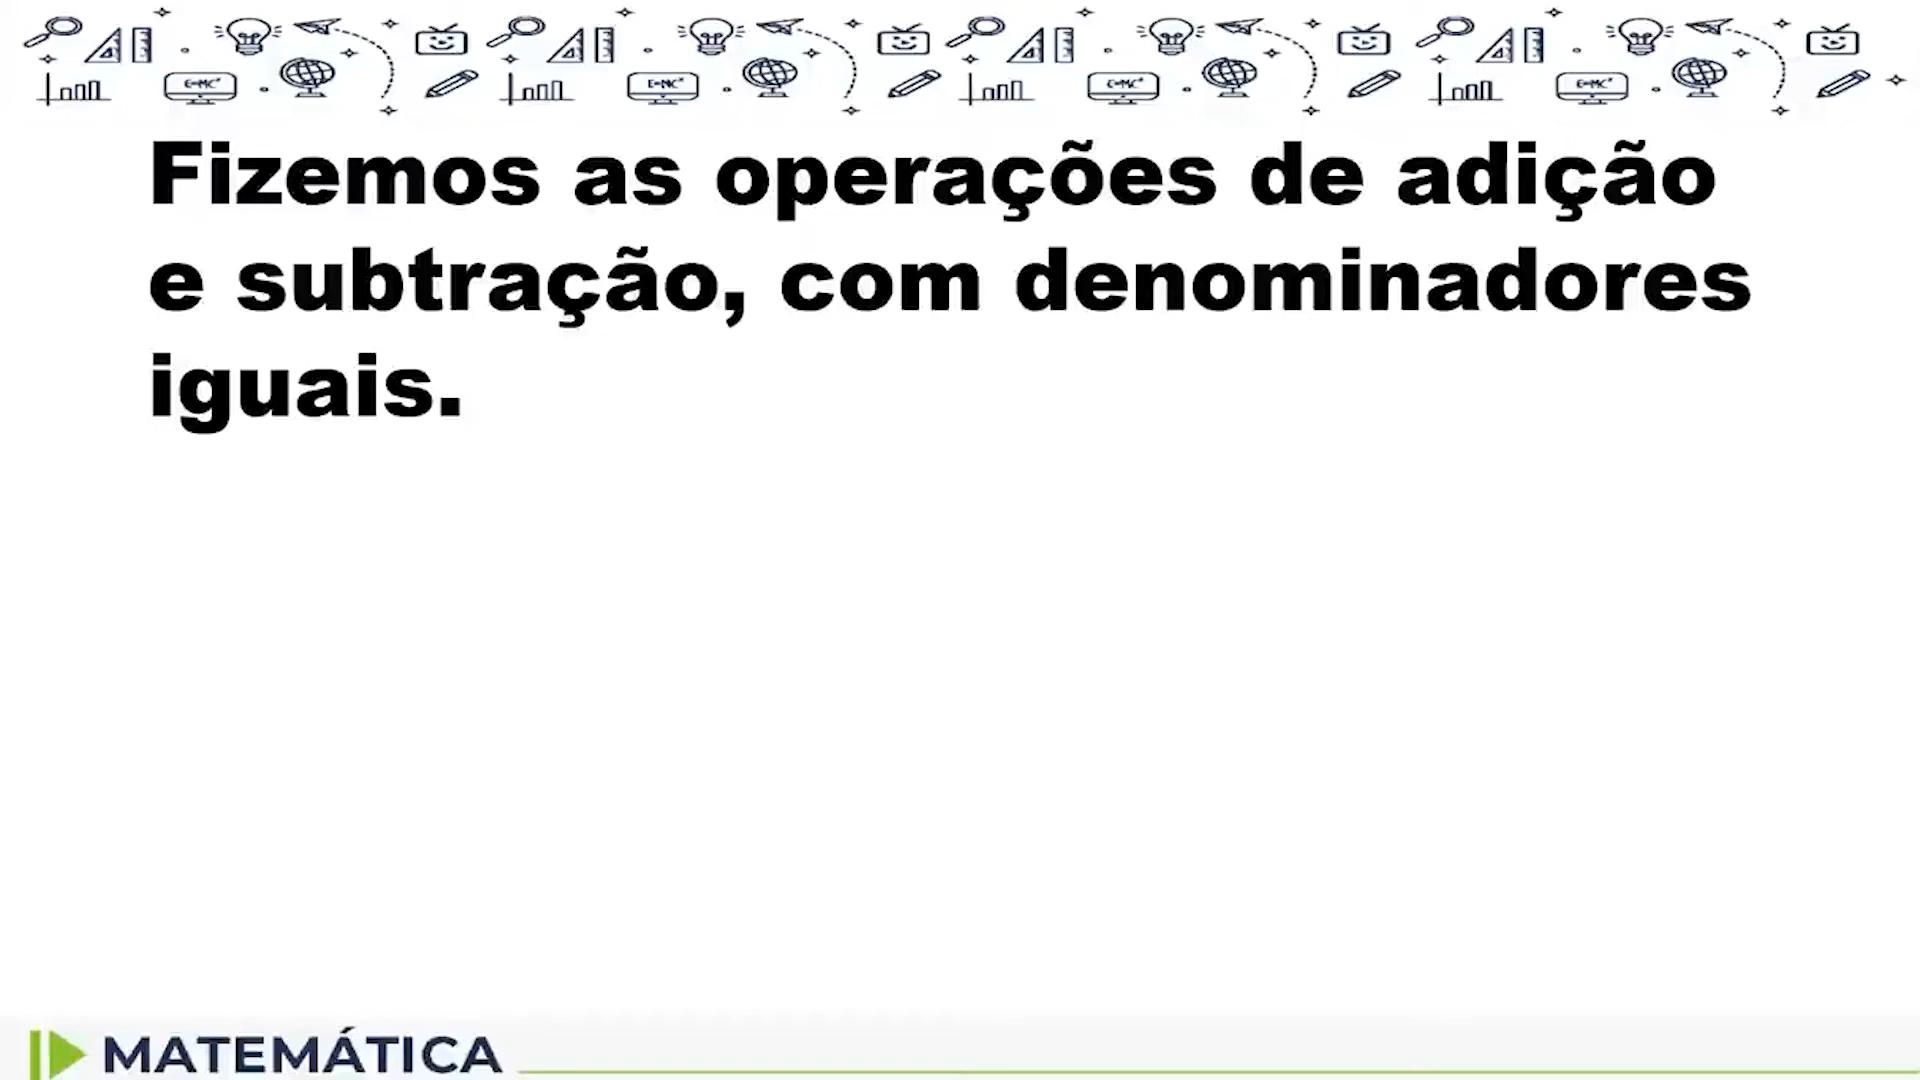 Fizemos as operações de adição
e subtração, com denominadores
iguais.
MATEMÁTICA